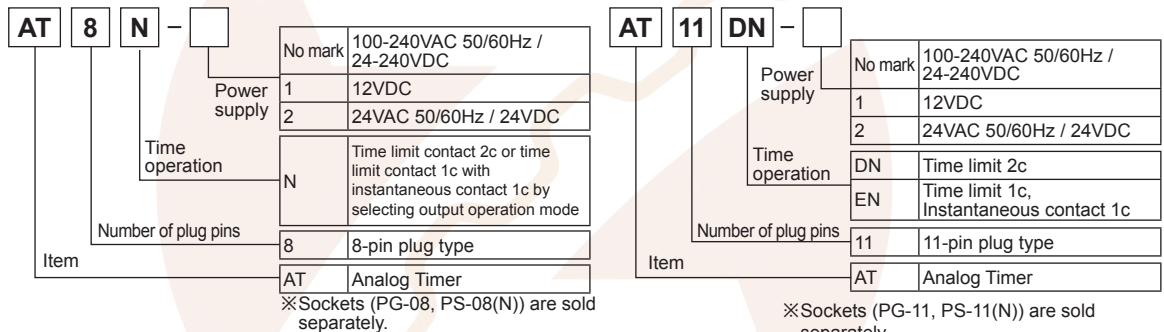 AT 8 N –
No mark 100-240VAC 50/60Hz /
24-240VDC
Power
supply
1 12VDC
2 24VAC 50/60Hz / 24VDC
Time
operation
N Time limit contact 2c or time
limit contact 1c with
instantaneous contact 1c by
selecting output operation mode
Number of plug pins
8 8-pin plug type
Item
AT Analog Timer
※Sockets (PG-08, PS-08(N)) are sold
separately.
AT 11 DN –
No mark 100-240VAC 50/60Hz /
24-240VDC
Power
supply
1 12VDC
2 24VAC 50/60Hz / 24VDC
Time
operation
DN Time limit 2c
EN Time limit 1c,
Instantaneous contact 1c
Number of plug pins
11 11-pin plug type
Item
AT Analog Timer
※Sockets (PG-11, PS-11(N)) are sold
separately.